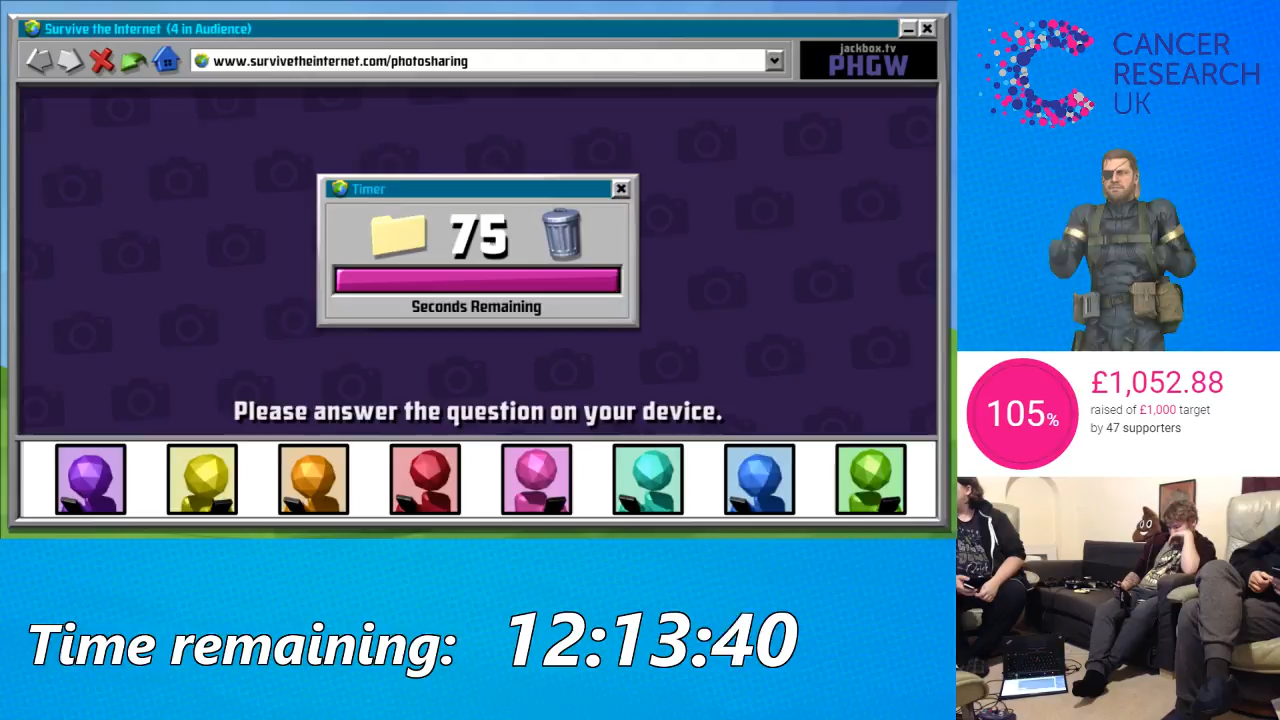 Survive the Internet (4 in Audience)
www.survivetheinternet.com/photosharing
jackbox.tv
PHGW
Timer
75
Seconds Remaining
Please answer the question on your device.
Time remaining: 12:13:40
CANCER
RESEARCH
UK
105%
£1,052.88
raised of £1,000 target
by 47 supporters